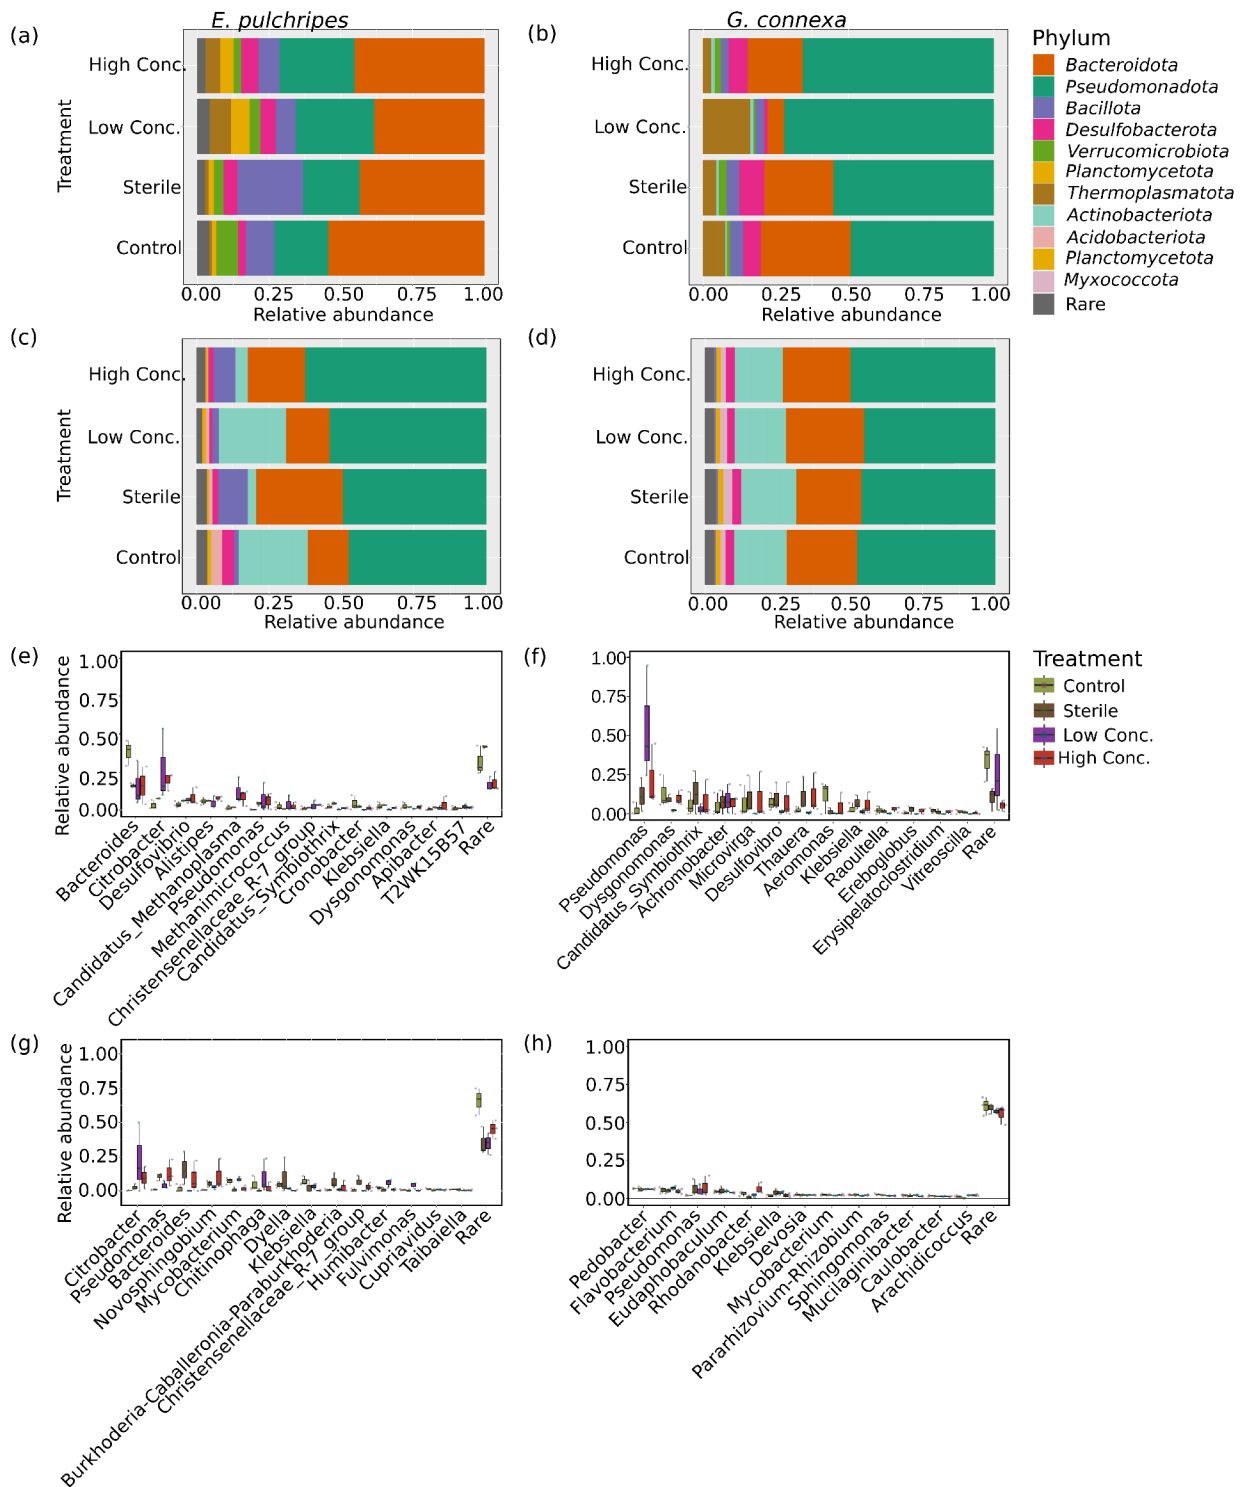 E. pulchripes
G. connexa
(a)
Treatment
High Conc.
Low Conc.
Sterile
Control
0.00 0.25 0.50 0.75 1.00
Relative abundance
(b)
High Conc.
Low Conc.
Sterile
Control
0.00 0.25 0.50 0.75 1.00
Relative abundance
Phylum
Bacteroidota
Pseudomonadota
Bacillota
Desulfobacterota
Verrucomicrobiota
Planctomycetota
Thermoplasmatota
Actinobacteriota
Acidobacteriota
Planctomycetota
Myxococcota
Rare
(c)
Treatment
High Conc.
Low Conc.
Sterile
Control
0.00 0.25 0.50 0.75 1.00
Relative abundance
(d)
High Conc.
Low Conc.
Sterile
Control
0.00 0.25 0.50 0.75 1.00
Relative abundance
(e)
Relative abundance
1.00
0.75
0.50
0.25
0.00
Bacteroides
Citrobacter
Desulfovibrio
Alistipes
Candidatus_Methanoplasma
Pseudomonas
Methanimicrococcus
Christensenellaceae_R-7_group
Candidatus_Symbiothrix
Cronobacter
Klebsiella
Dysgonomonas
Apibacter
T2WK15B57
Rare
(f)
1.00
0.75
0.50
0.25
0.00
Pseudomonas
Dysgonomonas
Candidatus_Symbiothrix
Achromobacter
Microvirga
Desulfovibro
Thauera
Aeromonas
Klebsiella
Raoultella
Ereboglobus
Erysipelatoclostridium
Vitreoscilla
Rare
Treatment
Control
Sterile
Low Conc.
High Conc.
(g)
Relative abundance
1.00
0.75
0.50
0.25
0.00
Citrobacter
Pseudomonas
Bacteroides
Novosphingobium
Mycobacterium
Chitinophaga
Dyella
Klebsiella
Burkhoderia-Caballeronia-Paraburkhoderia
Christensenellaceae_R-7_group
Humibacter
Fulvimonas
Cupriavidus
Taibaiella
Rare
(h)
1.00
0.75
0.50
0.25
0.00
Pedobacter
Flavobacterium
Pseudomonas
Eudaphobaculum
Rhodanobacter
Klebsiella
Devosia
Mycobacterium
Pararhizovium-Rhizobium
Sphingomonas
Mucilaginibacter
Caulobacter
Arachidicoccus
Rare